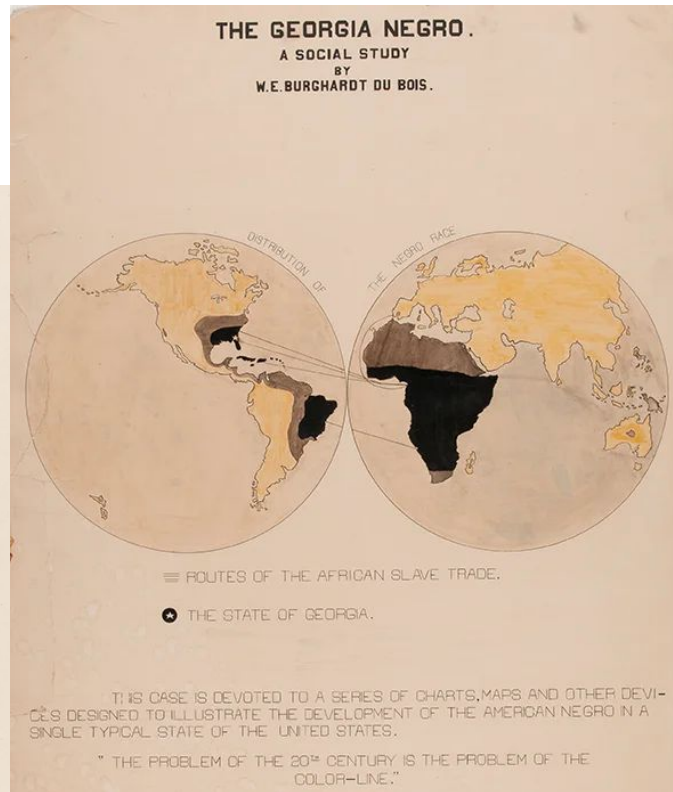 THE GEORGIA NEGRO.
A SOCIAL STUDY
BY
W.E.BURGHARDT DU BOIS.
DISTRIBUTION OF
THE NEGRO RACE
ROUTES OF THE AFRICAN SLAVE TRADE.
THE STATE OF GEORGIA.
THIS CASE IS DEVOTED TO A SERIES OF CHARTS, MAPS AND OTHER DEVI-
CES DESIGNED TO ILLUSTRATE THE DEVELOPMENT OF THE AMERICAN NEGRO IN A
SINGLE TYPICAL STATE OF THE UNITED STATES.
" THE PROBLEM OF THE 20TH CENTURY IS THE PROBLEM OF THE
COLOR-LINE."